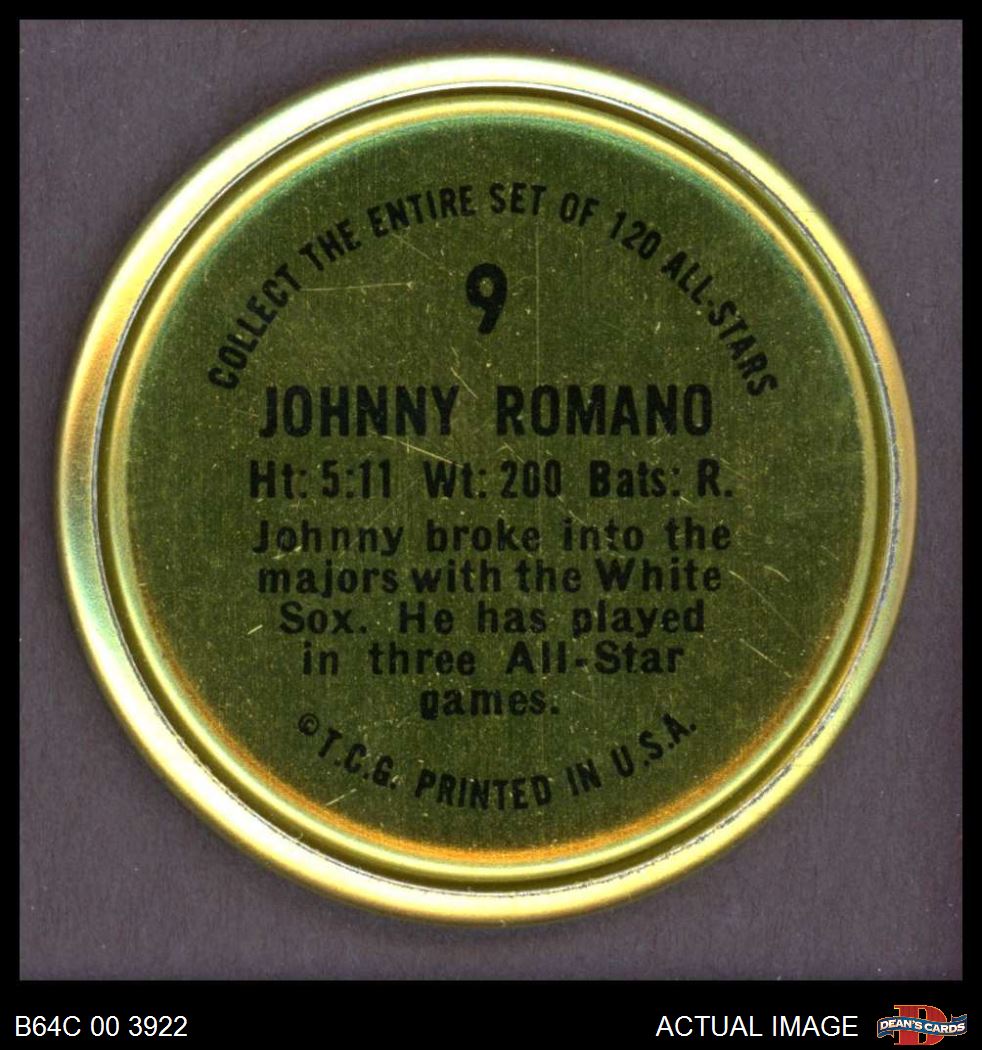 COLLECT THE ENTIRE SET OF 120 ALL-STARS
9
JOHNNY ROMANO
Ht: 5:11 Wt: 200 Bats: R.
Johnny broke into the
majors with the White
Sox. He has played
in three All-Star
games.
© T.C.G. PRINTED IN U.S.A.
B64C 00 3922
ACTUAL IMAGE
D
DEAN'S CARDS